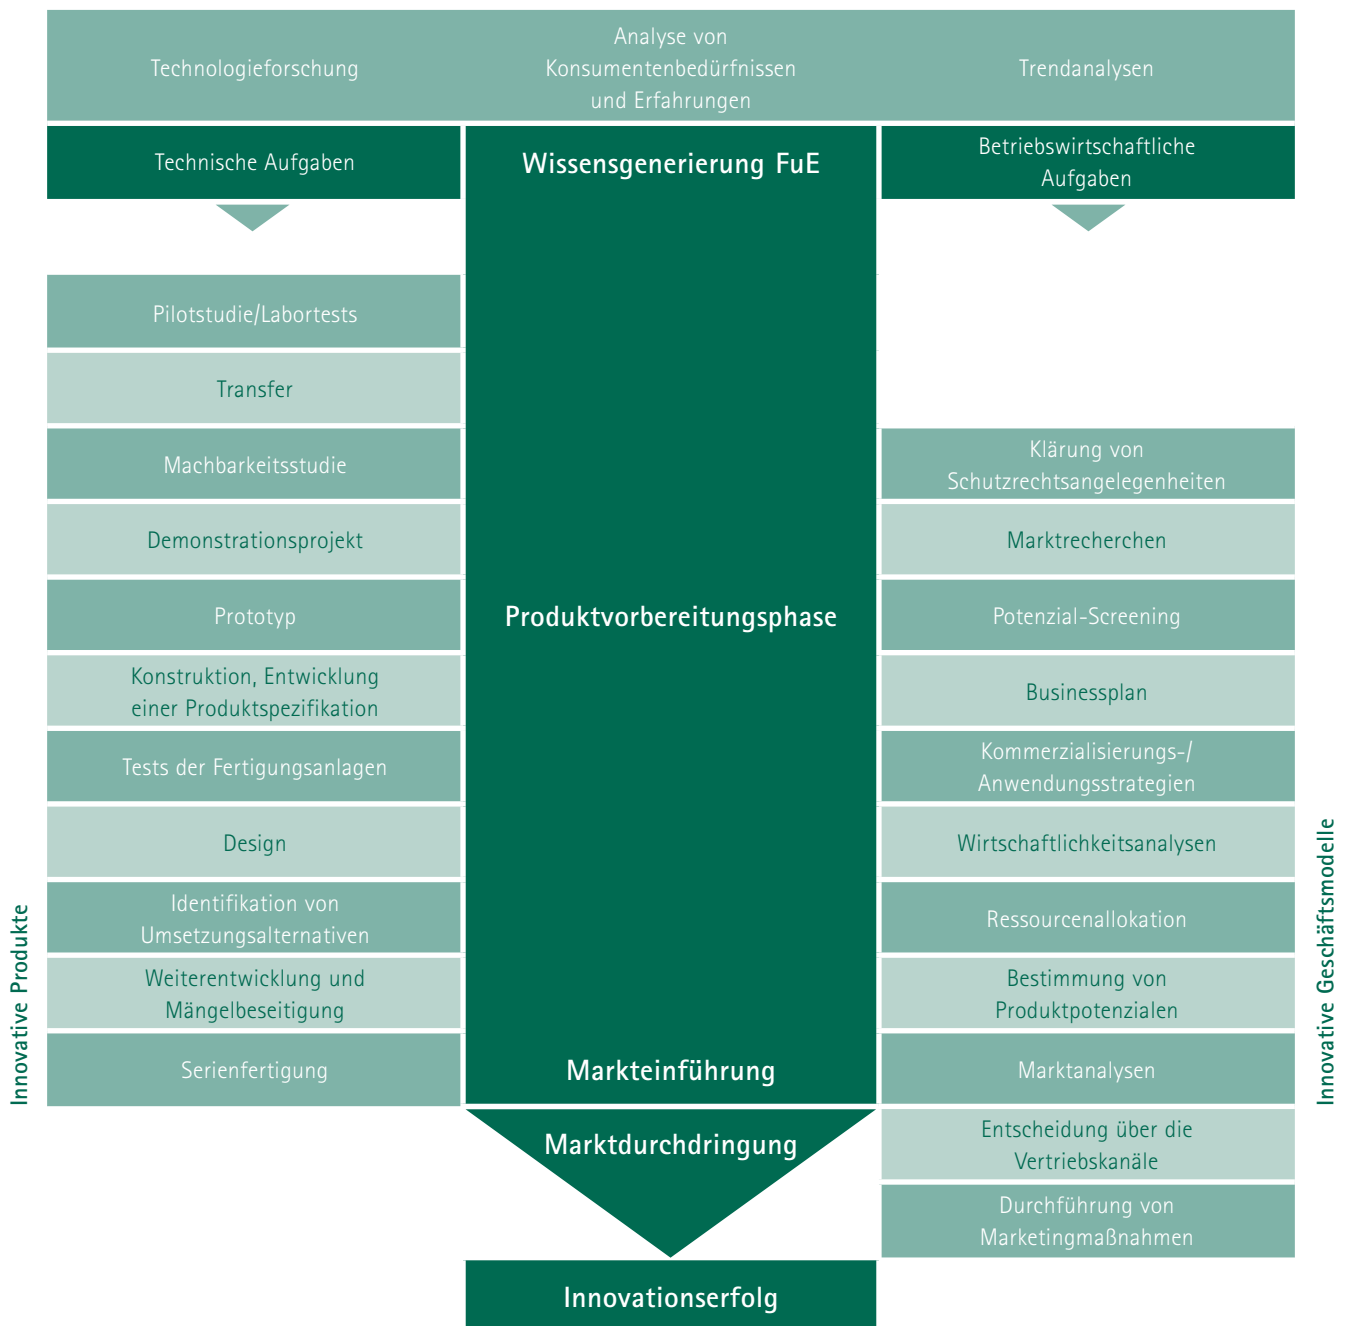 Technologieforschung
Analyse von
Konsumentenbedürfnissen
und Erfahrungen
Trendanalysen
Technische Aufgaben
Wissensgenerierung FuE
Betriebswirtschaftliche
Aufgaben
Pilotstudie/Labortests
Transfer
Machbarkeitsstudie
Klärung von
Schutzrechtsangelegenheiten
Demonstrationsprojekt
Marktrecherchen
Prototyp
Produktvorbereitungsphase
Potenzial-Screening
Konstruktion, Entwicklung
einer Produktspezifikation
Businessplan
Tests der Fertigungsanlagen
Kommerzialisierungs-/
Anwendungsstrategien
Design
Wirtschaftlichkeitsanalysen
Identifikation von
Umsetzungsalternativen
Ressourcenallokation
Weiterentwicklung und
Mängelbeseitigung
Bestimmung von
Produktpotenzialen
Serienfertigung
Markteinführung
Marktanalysen
Marktdurchdringung
Entscheidung über die
Vertriebskanäle
Durchführung von
Marketingmaßnahmen
Innovationserfolg
Innovative Produkte
Innovative Geschäftsmodelle